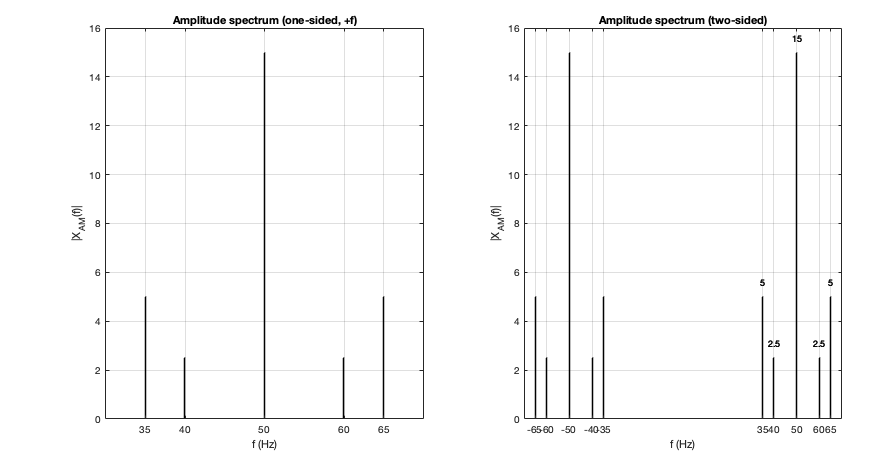 Amplitude spectrum (one-sided, +f)
16
14
12
10
8
6
4
2
0
|X_AM(f)|
35 40 50 60 65
f (Hz)
Amplitude spectrum (two-sided)
16
14
12
10
8
6
4
2
0
|X_AM(f)|
15
5 5
2.5 2.5
-65-60 -50 -40-35 3540 50 6065
f (Hz)